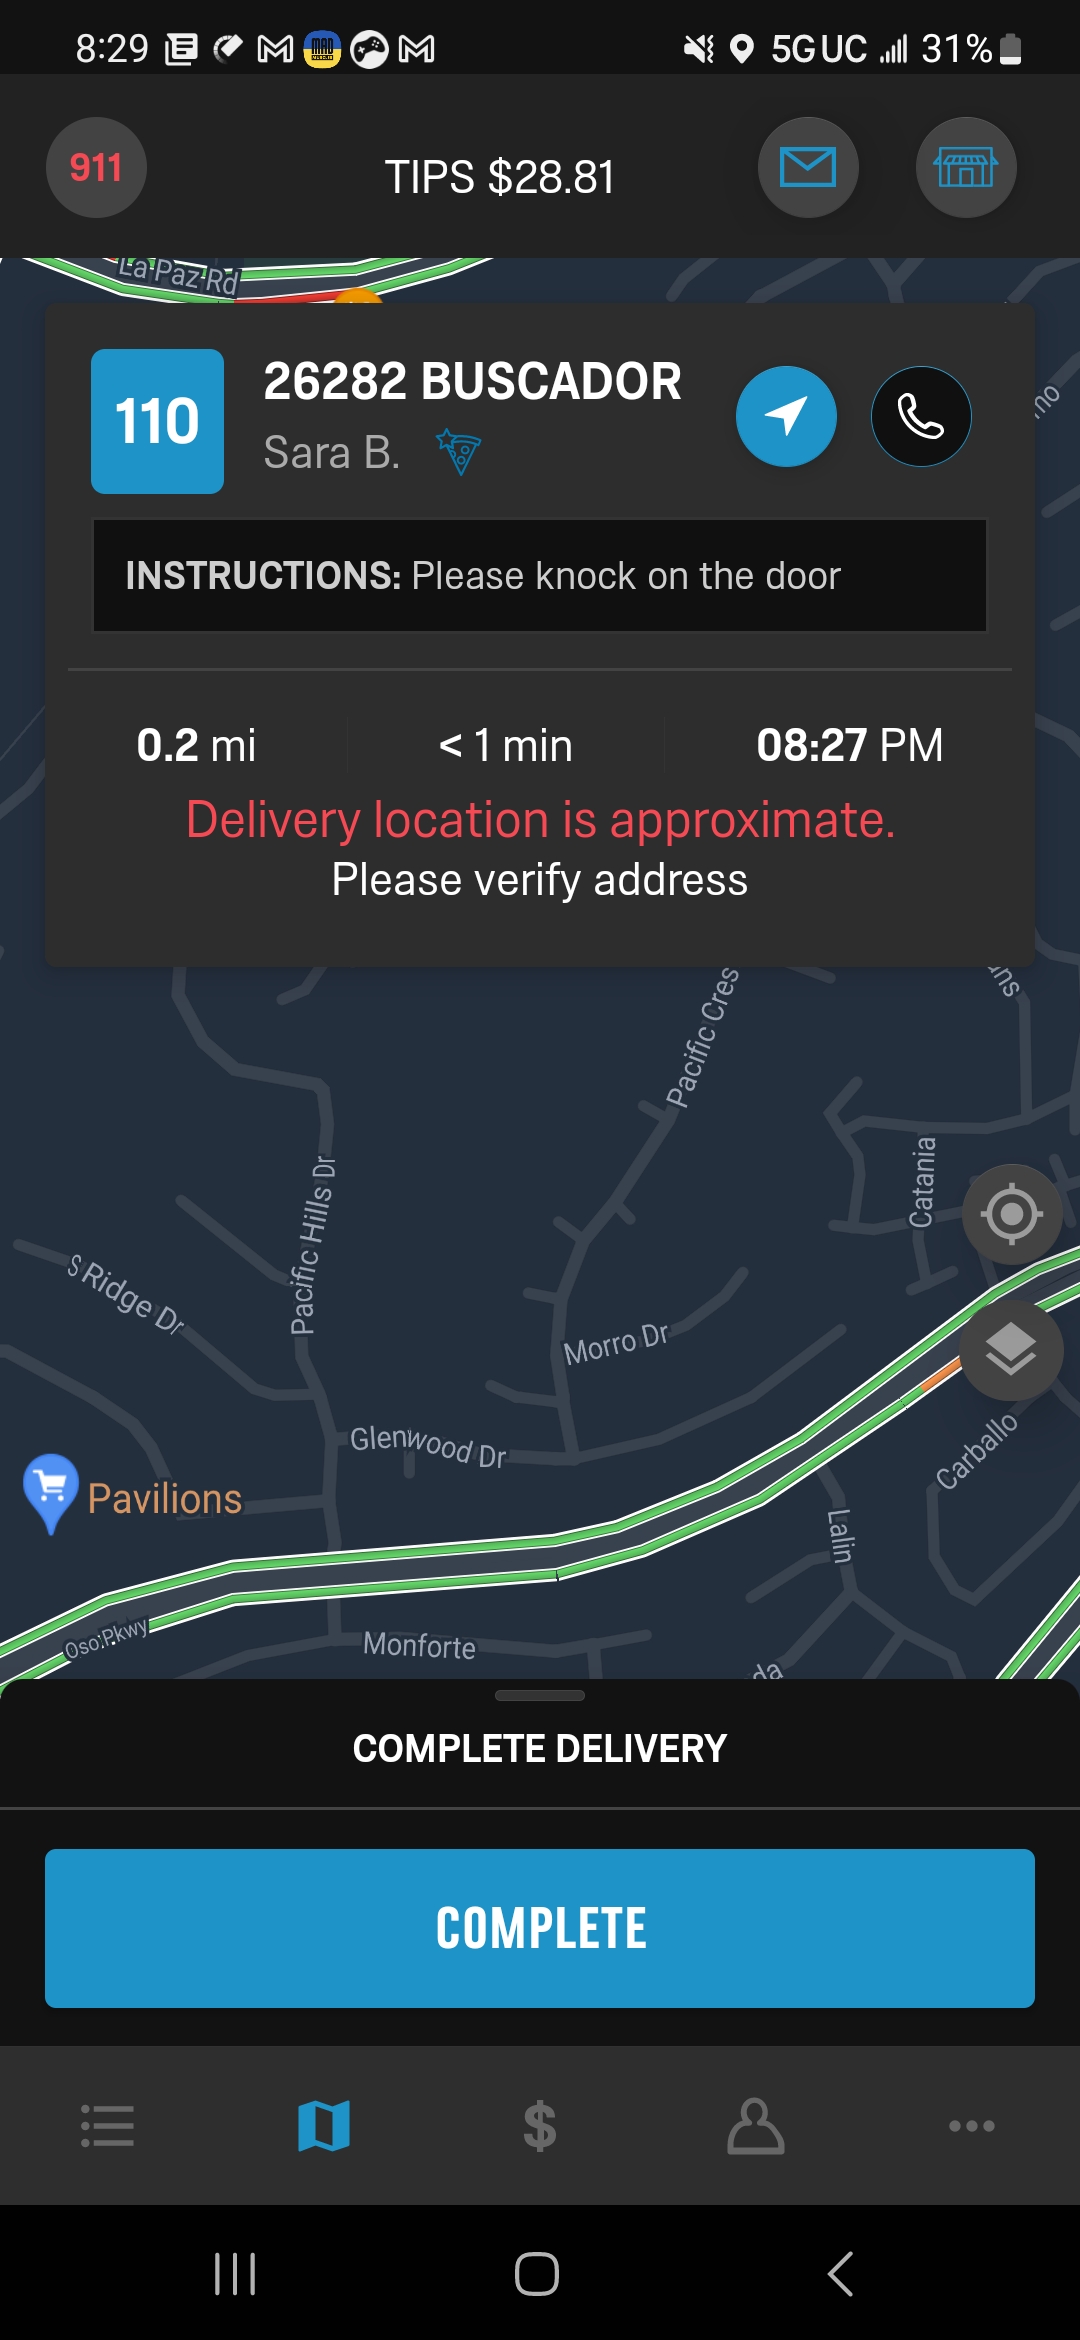 8:29 5G UC 31%
911
TIPS $28.81
La Paz Rd
110
26282 BUSCADOR
Sara B.
INSTRUCTIONS: Please knock on the door
0.2 mi
< 1 min
08:27 PM
Delivery location is approximate.
Please verify address
Pacific Cres
Catania
Pacific Hills Dr
S Ridge Dr
Morro Dr
Glenwood Dr
Carballo
Pavilions
Lalin
Oso Pkwy
Monforte
COMPLETE DELIVERY
COMPLETE